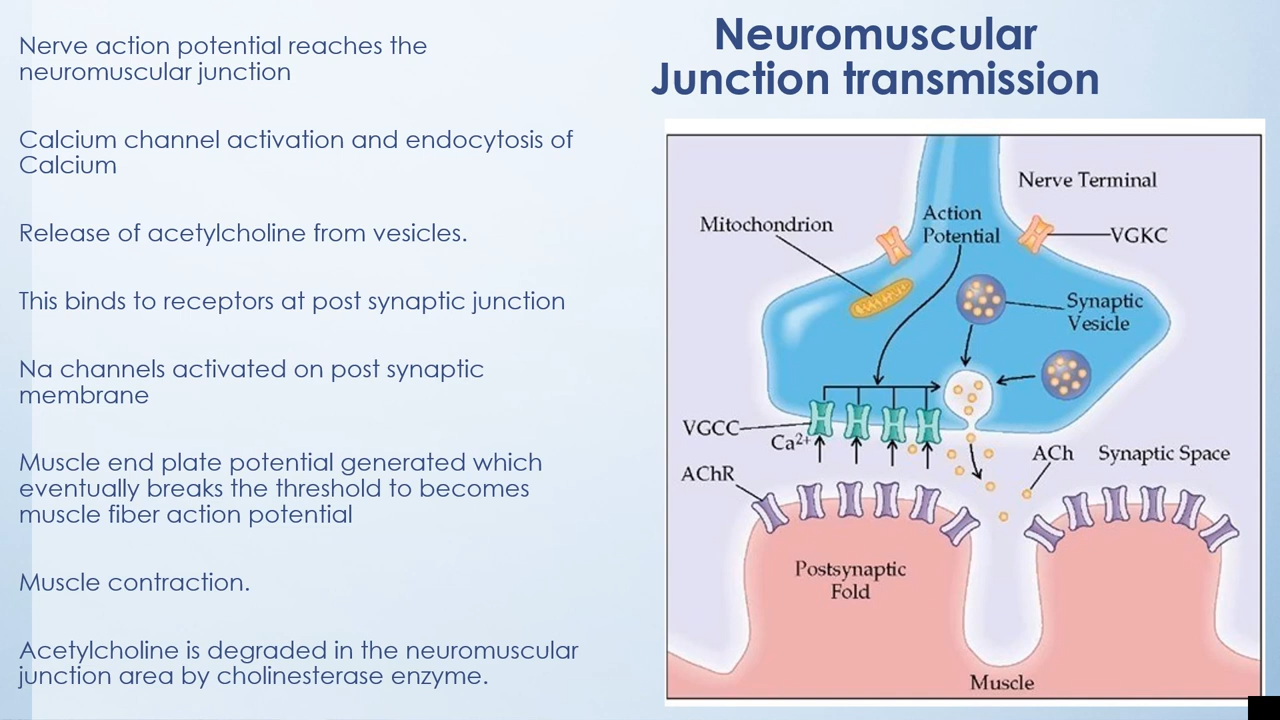 Neuromuscular
Junction transmission
Nerve action potential reaches the
neuromuscular junction
Calcium channel activation and endocytosis of
Calcium
Release of acetylcholine from vesicles.
This binds to receptors at post synaptic junction
Na channels activated on post synaptic
membrane
Muscle end plate potential generated which
eventually breaks the threshold to becomes
muscle fiber action potential
Muscle contraction.
Acetylcholine is degraded in the neuromuscular
junction area by cholinesterase enzyme.
Nerve Terminal
Mitochondrion
Action
Potential
VGKC
Synaptic
Vesicle
VGCC
Ca²⁺
AChR
ACh
Synaptic Space
Postsynaptic
Fold
Muscle